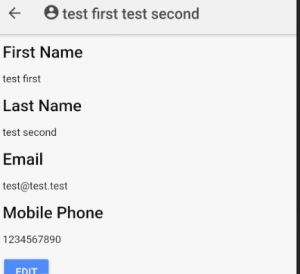 test first test second
First Name
test first
Last Name
test second
Email
test@test.test
Mobile Phone
1234567890
EDIT